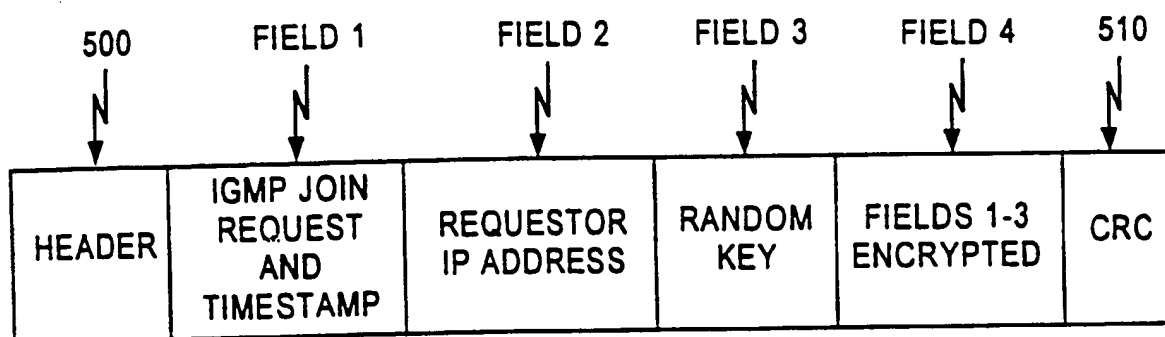 500 FIELD 1 FIELD 2 FIELD 3 FIELD 4 510
HEADER
IGMP JOIN
REQUEST
AND
TIMESTAMP
REQUESTOR
IP ADDRESS
RANDOM
KEY
FIELDS 1-3
ENCRYPTED
CRC